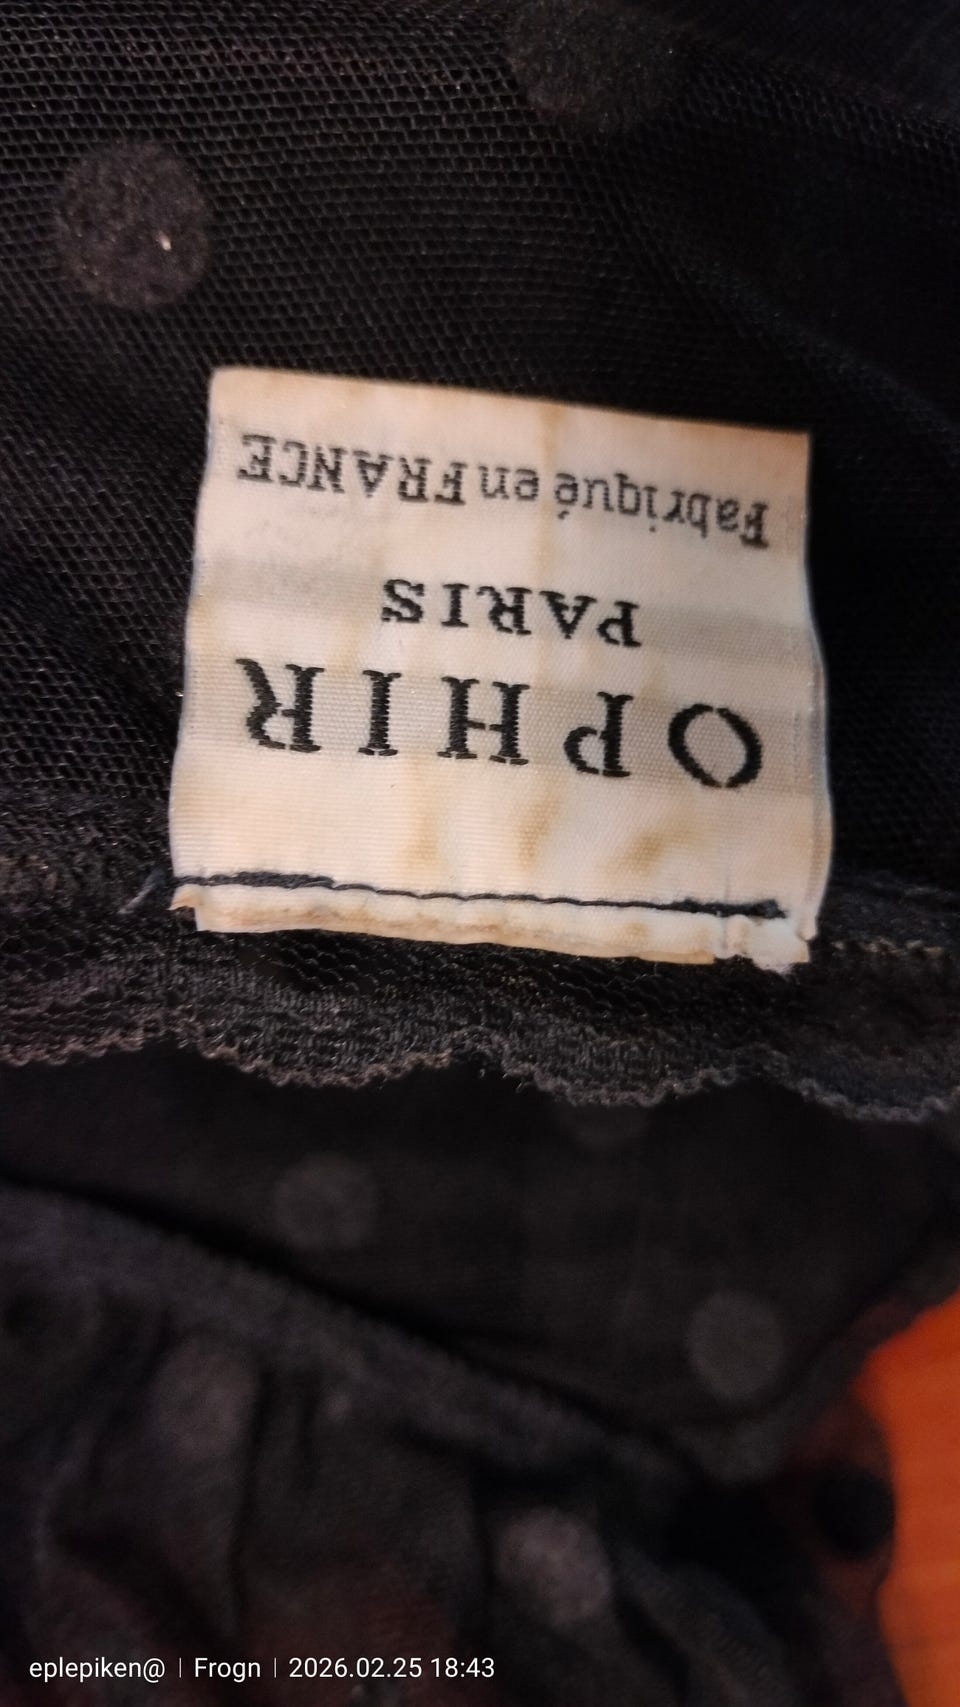 OPHIR
PARIS
Fabriqué en FRANCE
eplepiken@ | Frogn | 2026.02.25 18:43